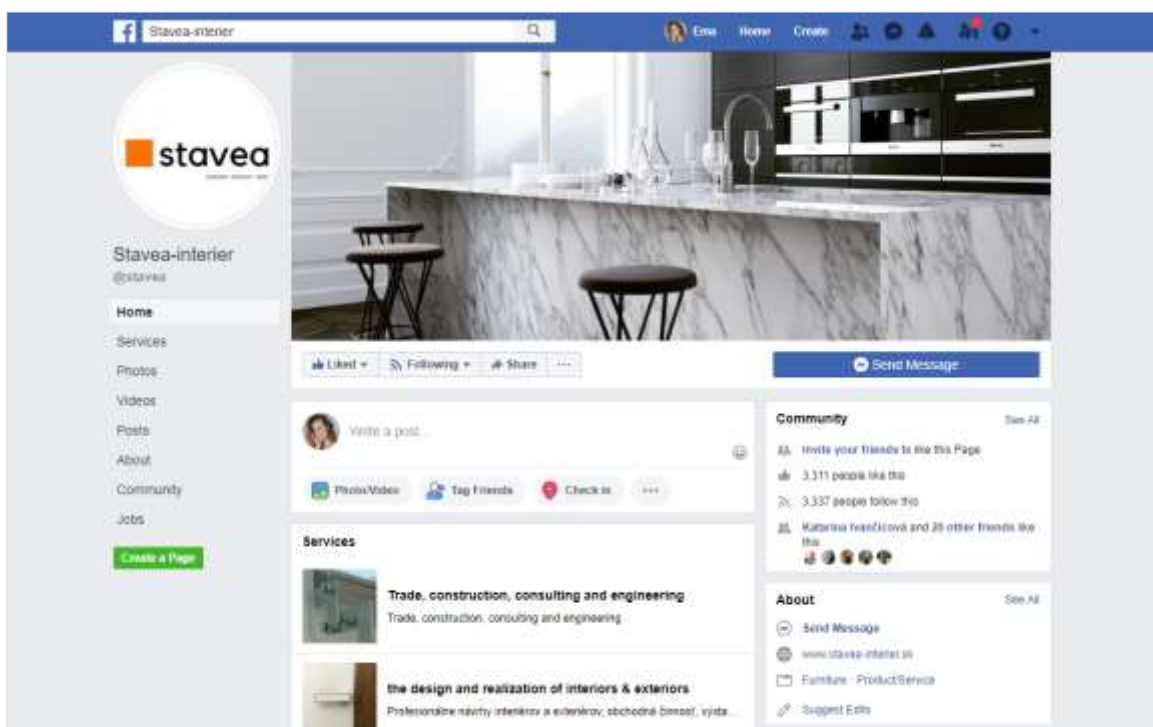 Stavea-interier
Ema Home Create
stavea
Stavea-interier
@stavea
Home
Services
Photos
Videos
Posts
About
Community
Jobs
Create a Page
Liked Following Share
Send Message
Write a post...
Photo/Video Tag Friends Check in
Services
Trade, construction, consulting and engineering
Trade, construction, consulting and engineering
the design and realization of interiors & exteriors
Profesionálne návrhy interiérov a exteriérov, obchodná činnosť, výsta...
Community See All
Invite your friends to like this Page
3,311 people like this
3,337 people follow this
Katarína Ivančicová and other friends like
this
About See All
Send Message
www.stavea-interier.sk
Furniture · Product/Service
Suggest Edits